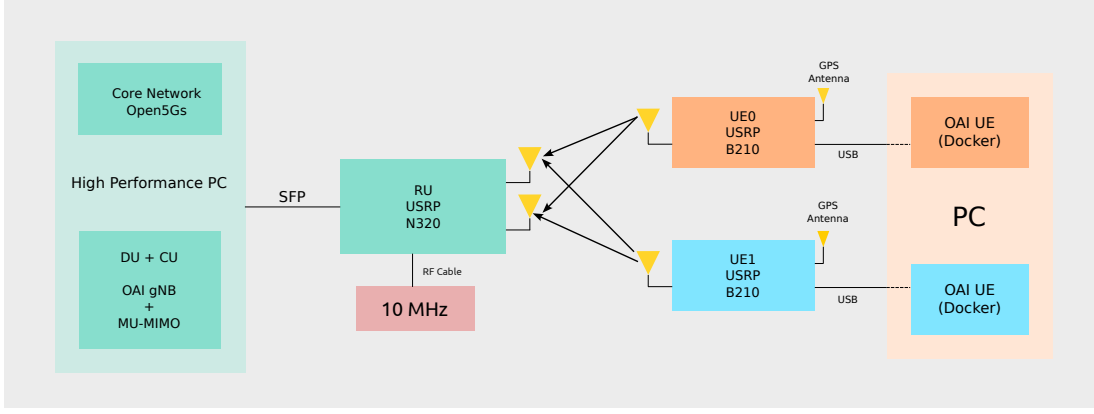 Core Network
Open5Gs
High Performance PC
DU + CU
OAI gNB
+
MU-MIMO
SFP
RU
USRP
N320
RF Cable
10 MHz
UE0
USRP
B210
GPS
Antenna
USB
UE1
USRP
B210
GPS
Antenna
USB
OAI UE
(Docker)
PC
OAI UE
(Docker)